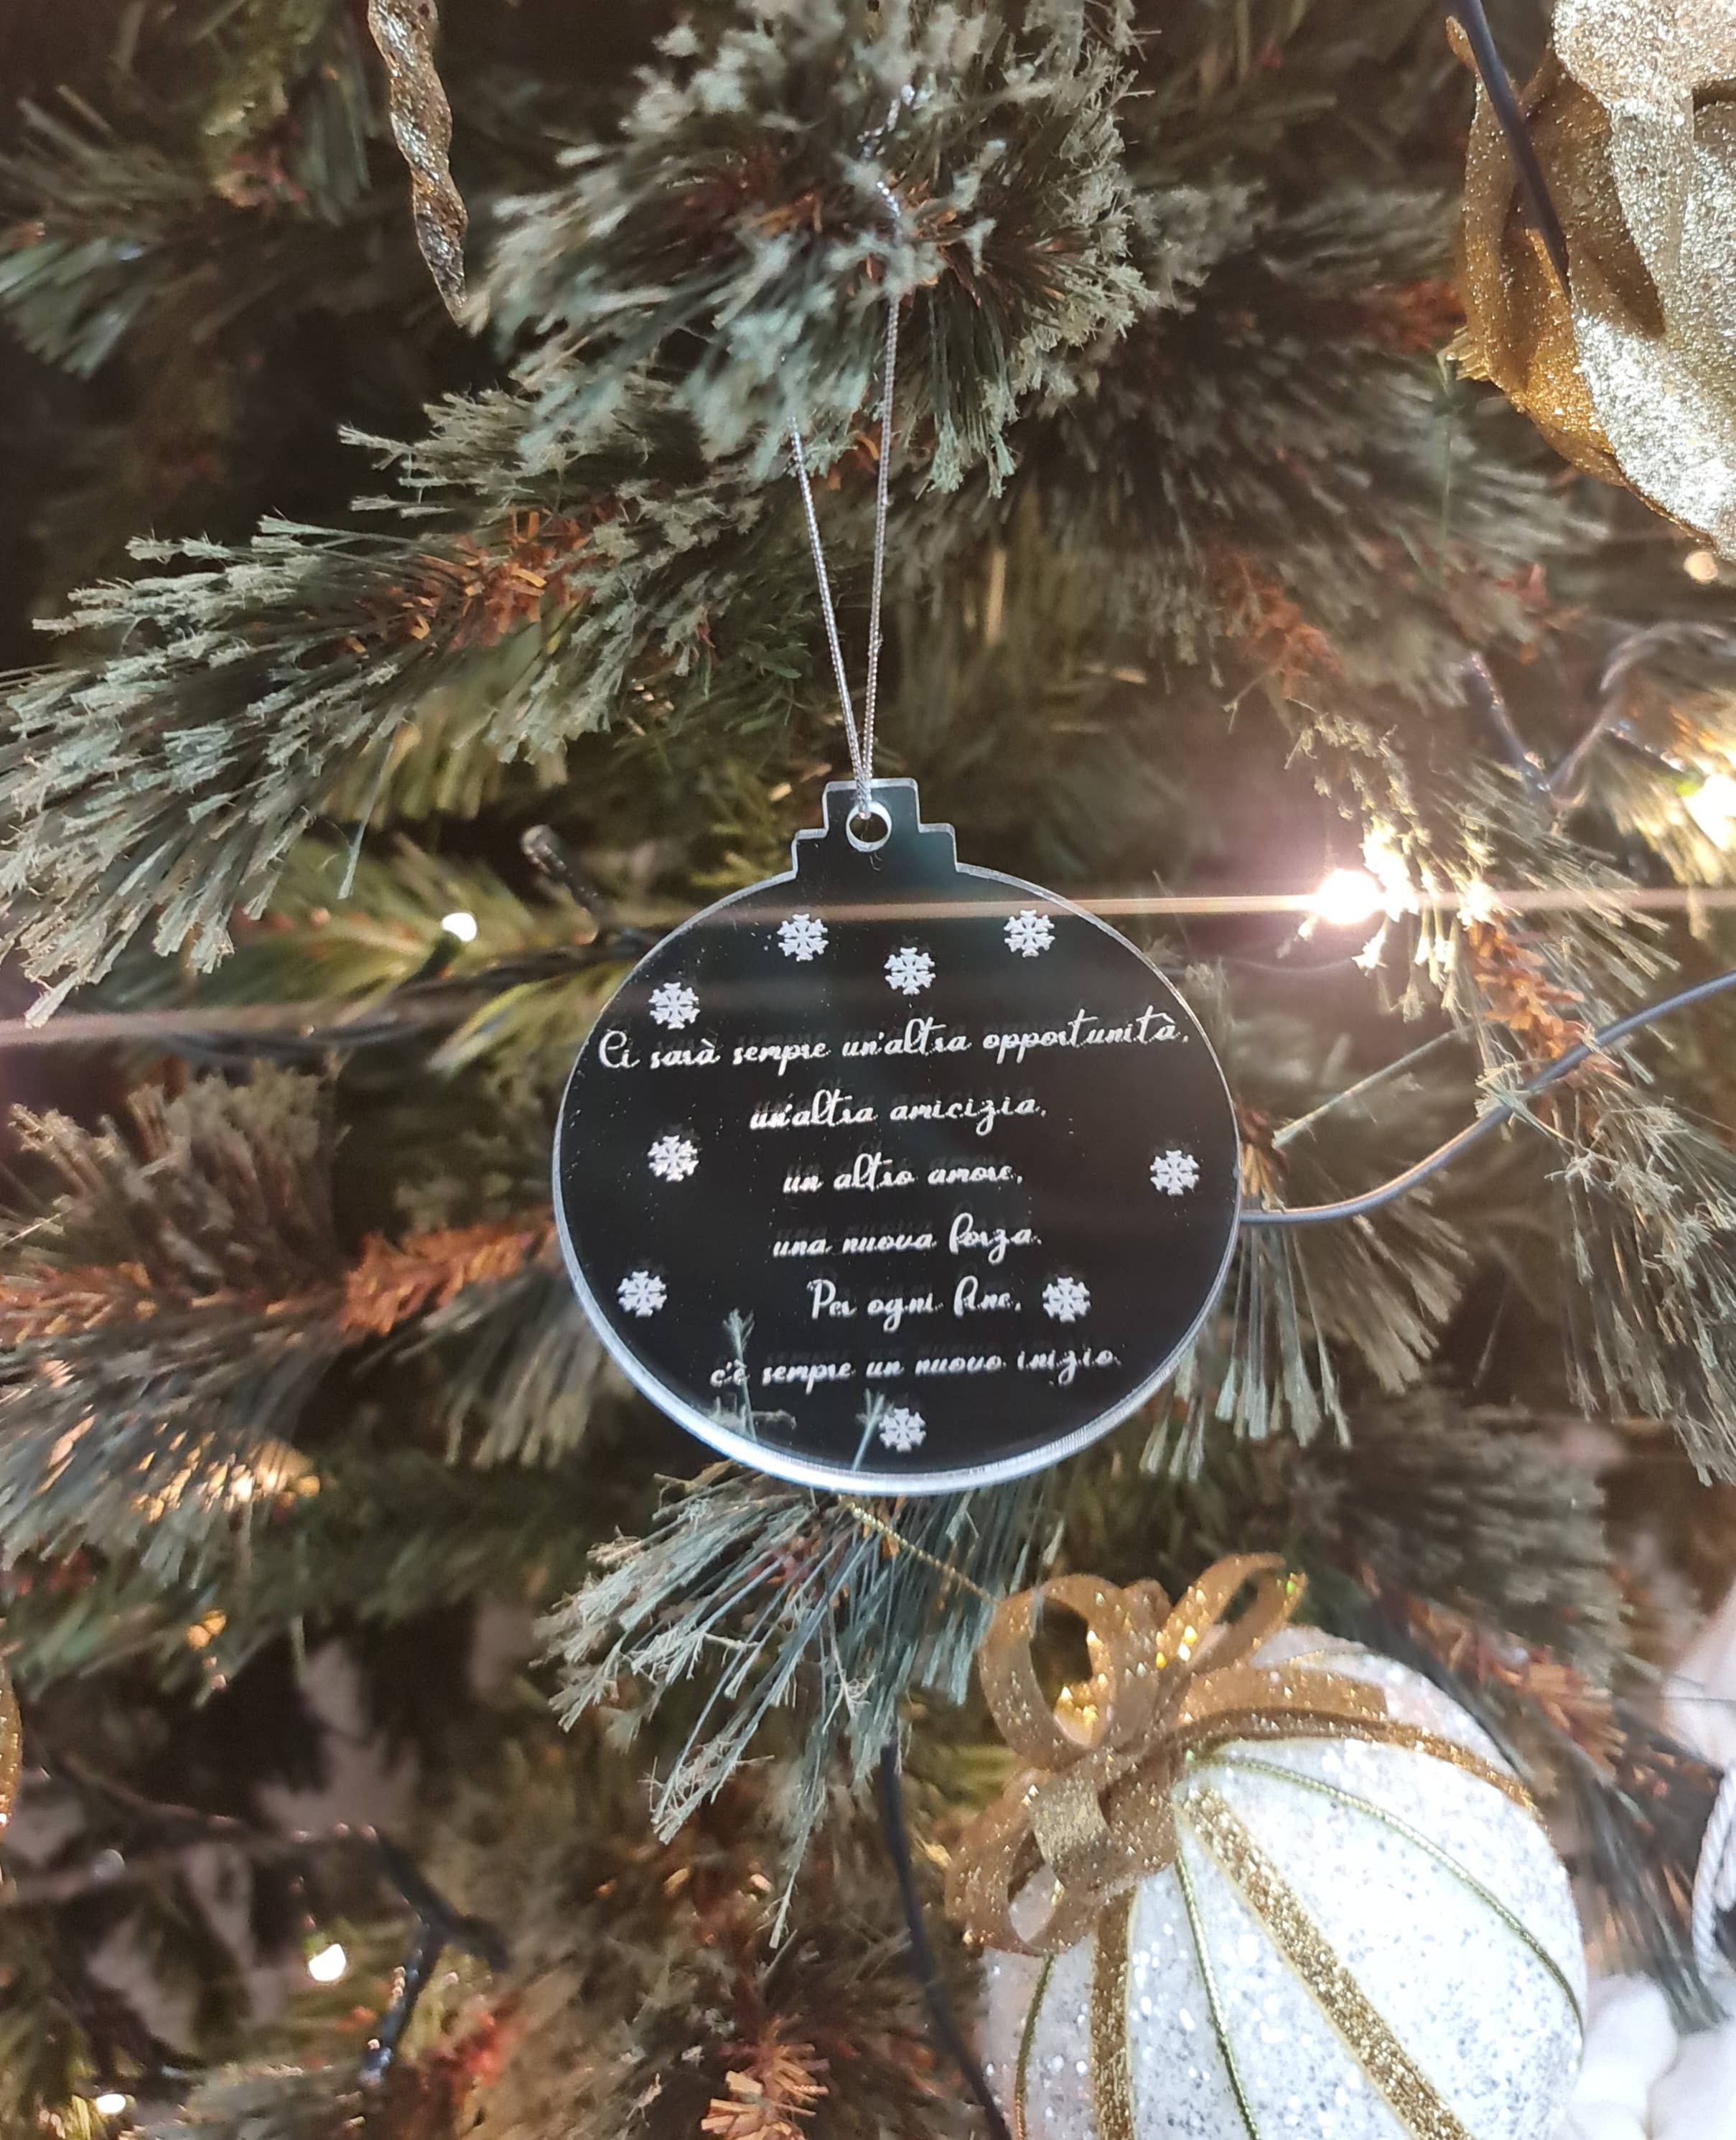 Ci sarà sempre un'altra opportunità,
un'altra amicizia,
un altro amore,
una nuova forza.
Per ogni fine,
c'è sempre un nuovo inizio.